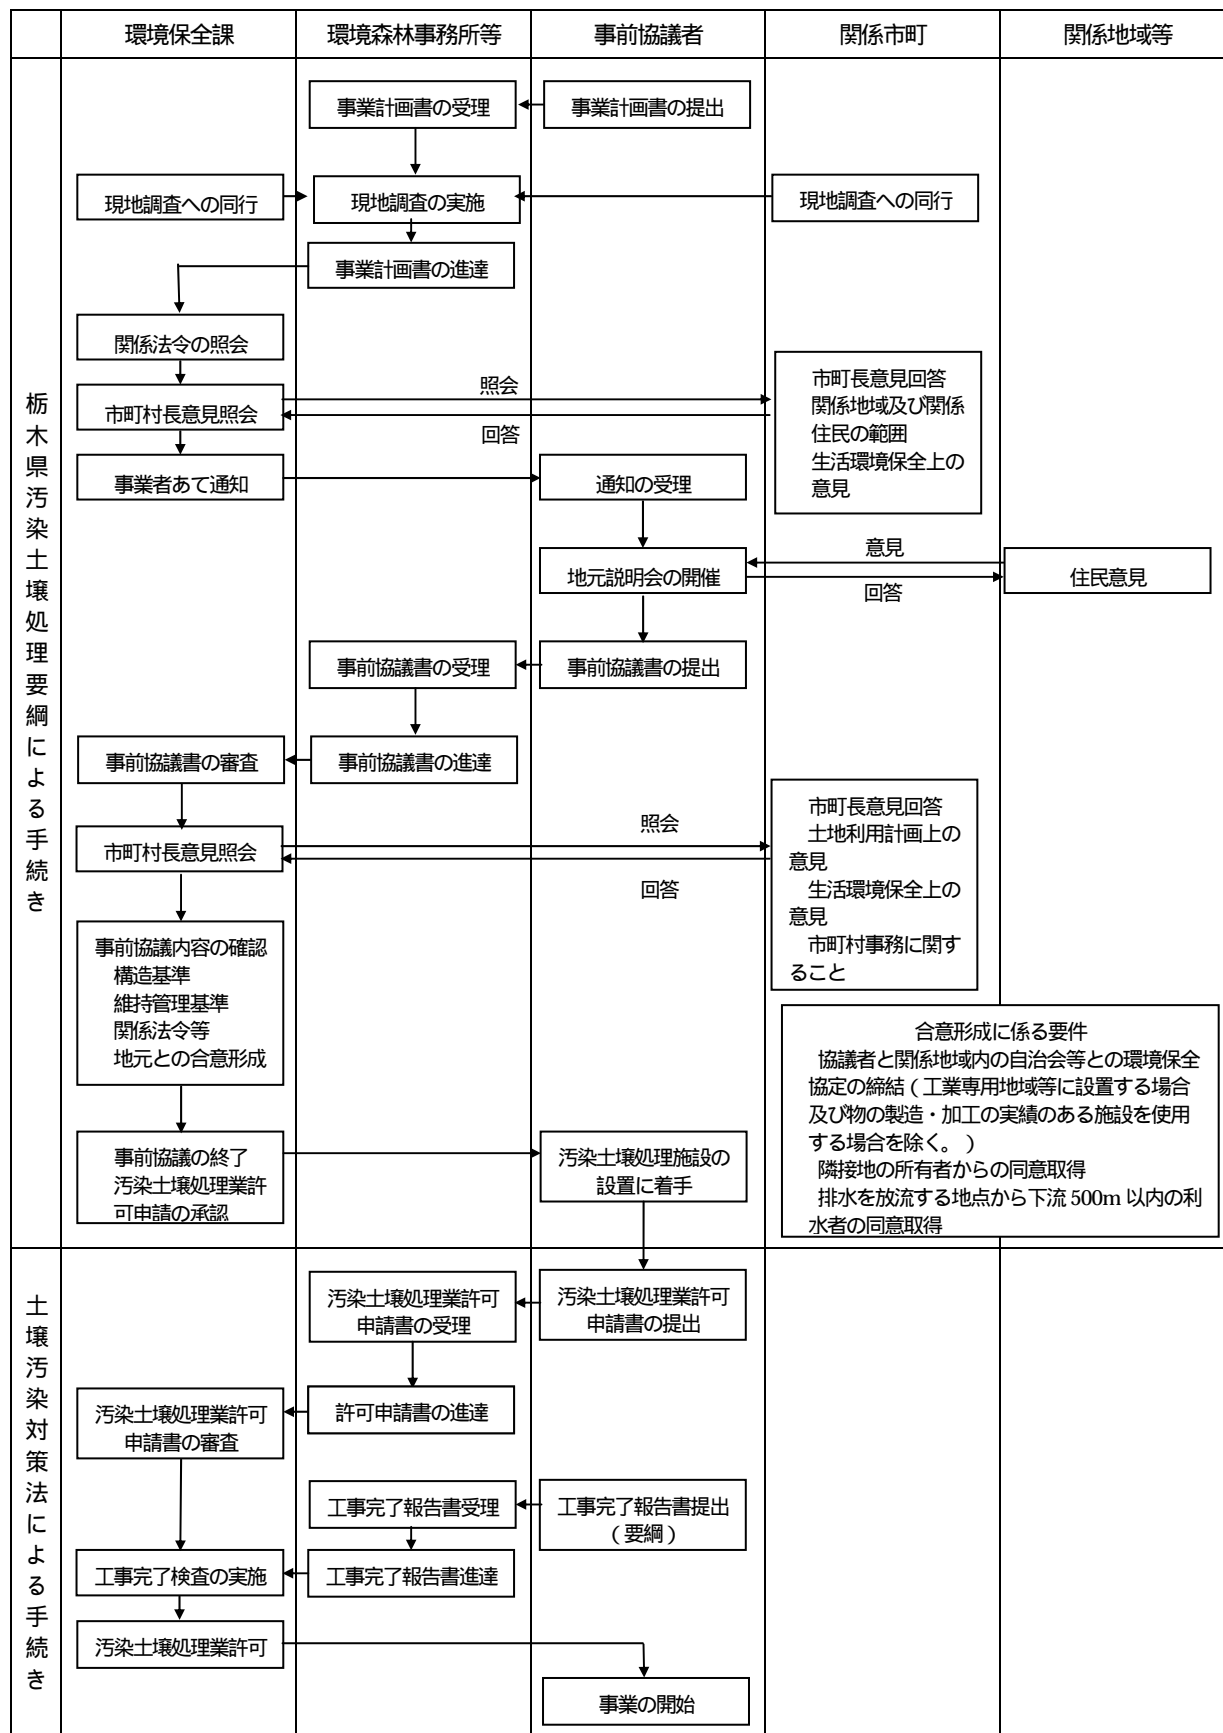 環境保全課
環境森林事務所等
事前協議者
関係市町
関係地域等
栃木県汚染土壌処理要綱による手続き
事業計画書の受理
事業計画書の提出
現地調査への同行
現地調査の実施
現地調査への同行
事業計画書の進達
関係法令の照会
市町村長意見照会
照会
回答
市町長意見回答
関係地域及び関係
住民の範囲
生活環境保全上の
意見
事業者あて通知
通知の受理
地元説明会の開催
意見
回答
住民意見
事前協議書の受理
事前協議書の提出
事前協議書の審査
事前協議書の進達
市町村長意見照会
照会
回答
市町長意見回答
土地利用計画上の
意見
生活環境保全上の
意見
市町村事務に関す
ること
事前協議内容の確認
構造基準
維持管理基準
関係法令等
地元との合意形成
合意形成に係る要件
協議者と関係地域内の自治会等との環境保全
協定の締結(工業専用地域等に設置する場合
及び物の製造・加工の実績のある施設を使用
する場合を除く。)
隣接地の所有者からの同意取得
排水を放流する地点から下流 500m 以内の利
水者の同意取得
事前協議の終了
汚染土壌処理業許
可申請の承認
汚染土壌処理施設の
設置に着手
土壌汚染対策法による手続き
汚染土壌処理業許可
申請書の受理
汚染土壌処理業許可
申請書の提出
汚染土壌処理業許可
申請書の審査
許可申請書の進達
工事完了報告書受理
工事完了報告書提出
(要綱)
工事完了検査の実施
工事完了報告書進達
汚染土壌処理業許可
事業の開始